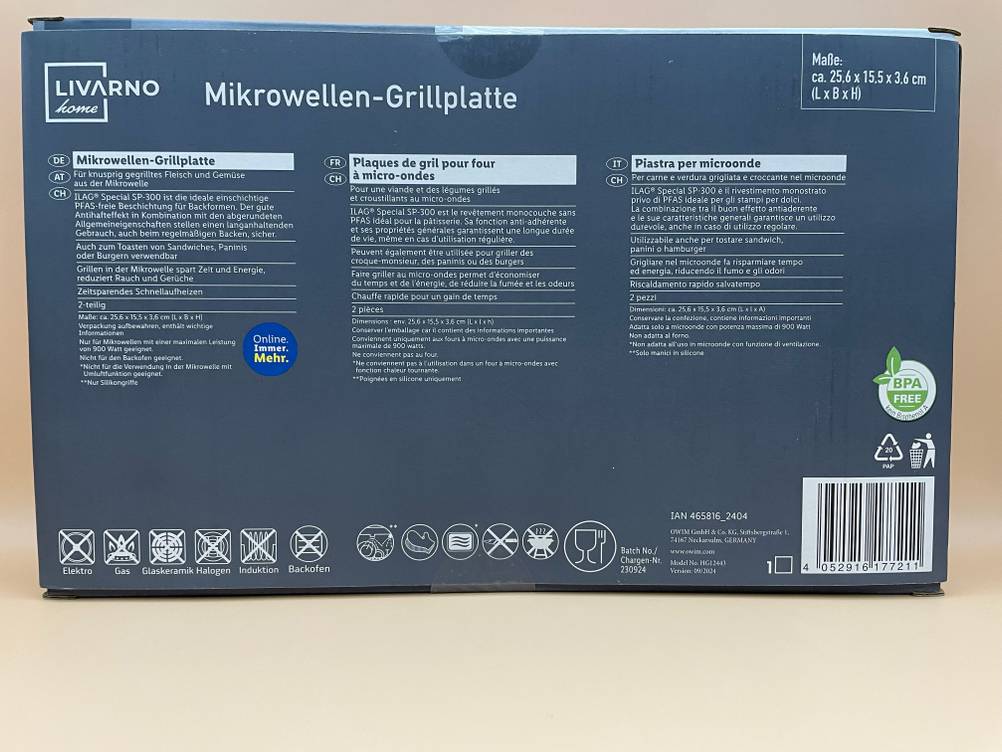 LIVARNO
home
Mikrowellen-Grillplatte
Maße:
ca. 25,6 x 15,5 x 3.6 cm
(L x B x H)
DE
AT
CH
Mikrowellen-Grillplatte
Für knusprig gegrilltes Fleisch und Gemüse
aus der Mikrowelle
ILAG® Special SP-300 ist die ideale einschichtige
PFAS-freie Beschichtung für Backformen. Der gute
Antihafteffekt in Kombination mit den abgerundeten
Allgemeineigenschaften stellen einen langanhaltenden
Gebrauch, auch beim regelmäßigen Backen, sicher.
Auch zum Toasten von Sandwiches, Paninis
oder Burgern verwendbar
Grillen in der Mikrowelle spart Zeit und Energie,
reduziert Rauch und Gerüche
Zeitsparendes Schnellaufheizen
2-teilig
Maße: ca. 25,6 x 15,5 x 3,6 cm (L x B x H)
Verpackung aufbewahren, enthält wichtige
Informationen
Nur für Mikrowellen mit einer maximalen Leistung
von 900 Watt geeignet.
Nicht für den Backofen geeignet.
*Nicht für die Verwendung in der Mikrowelle mit
Umluftfunktion geeignet.
**Nur Silikongriffe
Online.
Immer.
Mehr.
FR
CH
Plaques de gril pour four
à micro-ondes
Pour une viande et des légumes grillés
et croustillants au micro-ondes
ILAG® Special SP-300 est le revêtement monocouche sans
PFAS idéal pour la pâtisserie. Sa fonction anti-adhérente
et ses propriétés générales garantissent une longue durée
de vie, même en cas d'utilisation régulière.
Peuvent également être utilisée pour griller des
croque-monsieur, des paninis ou des burgers
Faire griller au micro-ondes permet d'économiser
du temps et de l'énergie, de réduire la fumée et les odeurs
Chauffe rapide pour un gain de temps
2 pièces
Dimensions : env. 25,6 x 15,5 x 3,6 cm (L x l x h)
Conserver l'emballage car il contient des informations importantes
Conviennent uniquement aux fours à micro-ondes avec une puissance
maximale de 900 watts.
Ne conviennent pas au four.
*Ne conviennent pas à l'utilisation dans un four à micro-ondes avec
fonction chaleur tournante.
**Poignées en silicone uniquement
IT
CH
Piastra per microonde
Per carne e verdura grigliata e croccante nel microonde
ILAG® Special SP-300 è il rivestimento monostrato
privo di PFAS ideale per gli stampi per dolci.
La combinazione tra il buon effetto antiaderente
e le sue caratteristiche generali garantisce un utilizzo
durevole, anche in caso di utilizzo regolare.
Utilizzabile anche per tostare sandwich,
panini o hamburger
Grigliare nel microonde fa risparmiare tempo
ed energia, riducendo il fumo e gli odori
Riscaldamento rapido salvatempo
2 pezzi
Dimensioni: ca. 25,6 x 15,5 x 3,6 cm (L x l x A)
Conservare la confezione, contiene informazioni importanti
Adatta solo a microonde con potenza massima di 900 Watt
Non adatta al forno.
*Non adatta all'uso in microonde con funzione di ventilazione.
**Solo manici in silicone
BPA
FREE
kein Bisphenol A
20
PAP
Elektro
Gas
Glaskeramik
Halogen
Induktion
Backofen
**
*
Batch No./
Chargen-Nr.
230924
IAN 465816_2404
OWIM GmbH & Co. KG, Stiftsbergstraße 1,
74167 Neckarsulm, GERMANY
www.owim.com
Model No. HG12443
Version: 09/2024
1
4 052916 177211